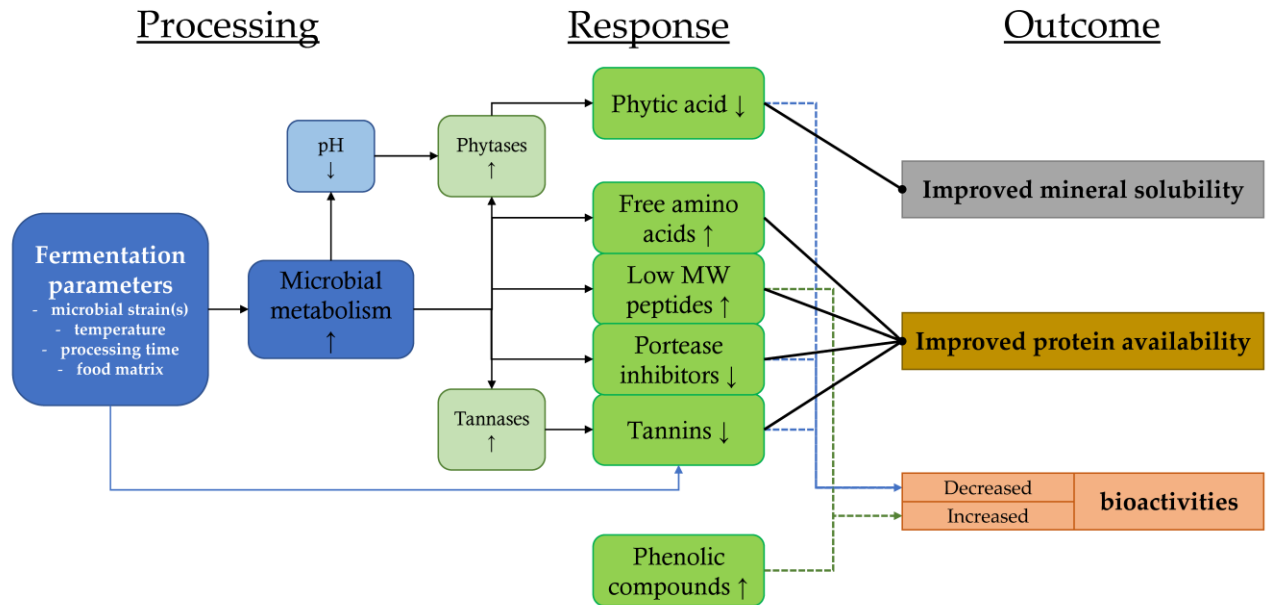 Processing
Response
Outcome
Phytic acid ↓
pH
↓
Phytases
↑
Improved mineral solubility
Free amino
acids ↑
Fermentation
parameters
- microbial strain(s)
- temperature
- processing time
- food matrix
Microbial
metabolism
↑
Low MW
peptides ↑
Improved protein availability
Portease
inhibitors ↓
Tannases
↑
Tannins ↓
Decreased
Increased
bioactivities
Phenolic
compounds ↑